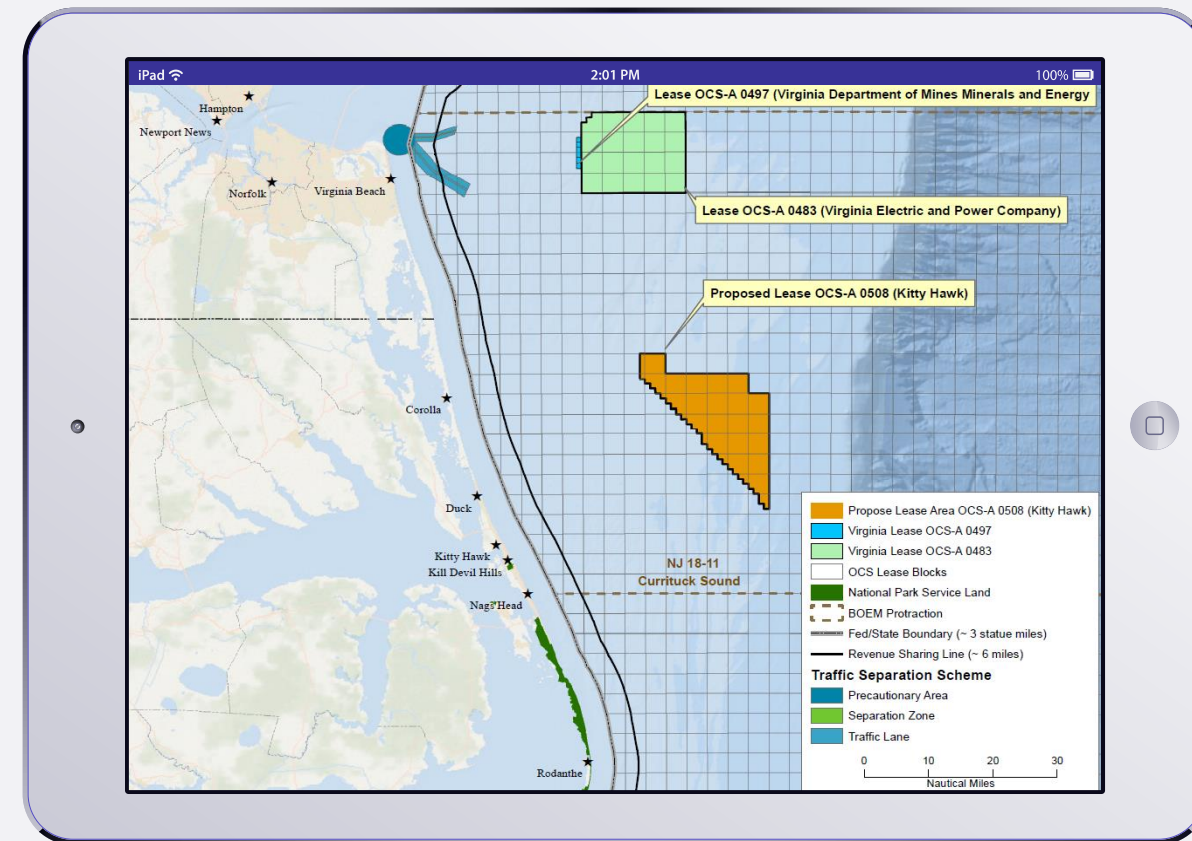 iPad
2:01 PM
100%
Lease OCS-A 0497 (Virginia Department of Mines Minerals and Energy
Hampton
Newport News
Norfolk
Virginia Beach
Lease OCS-A 0483 (Virginia Electric and Power Company)
Proposed Lease OCS-A 0508 (Kitty Hawk)
Corolla
Duck
Kitty Hawk
Kill Devil Hills
Nags Head
Rodanthe
NJ 18-11
Currituck Sound
Propose Lease Area OCS-A 0508 (Kitty Hawk)
Virginia Lease OCS-A 0497
Virginia Lease OCS-A 0483
OCS Lease Blocks
National Park Service Land
BOEM Protraction
Fed/State Boundary (~ 3 statue miles)
Revenue Sharing Line (~ 6 miles)
Traffic Separation Scheme
Precautionary Area
Separation Zone
Traffic Lane
0 10 20 30
Nautical Miles